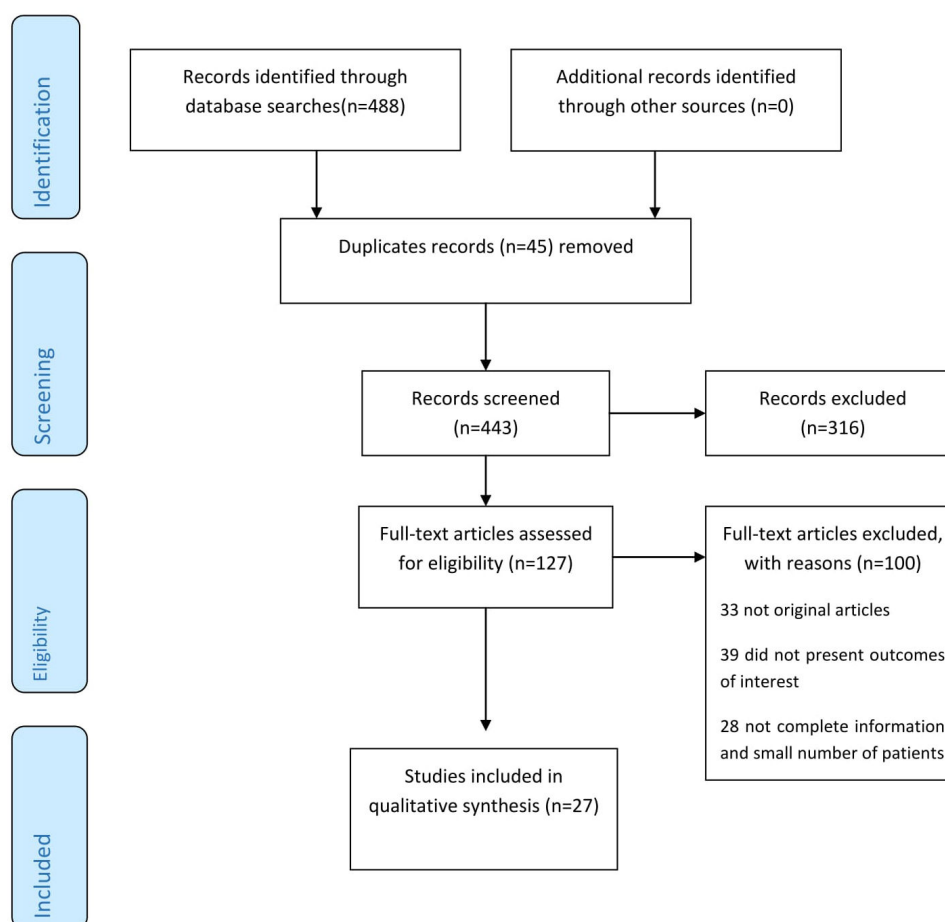 Identification
Records identified through
database searches(n=488)
Additional records identified
through other sources (n=0)
Duplicates records (n=45) removed
Screening
Records screened
(n=443)
Records excluded
(n=316)
Eligibility
Full-text articles assessed
for eligibility (n=127)
Full-text articles excluded,
with reasons (n=100)
33 not original articles
39 did not present outcomes
of interest
28 not complete information
and small number of patients
Included
Studies included in
qualitative synthesis (n=27)